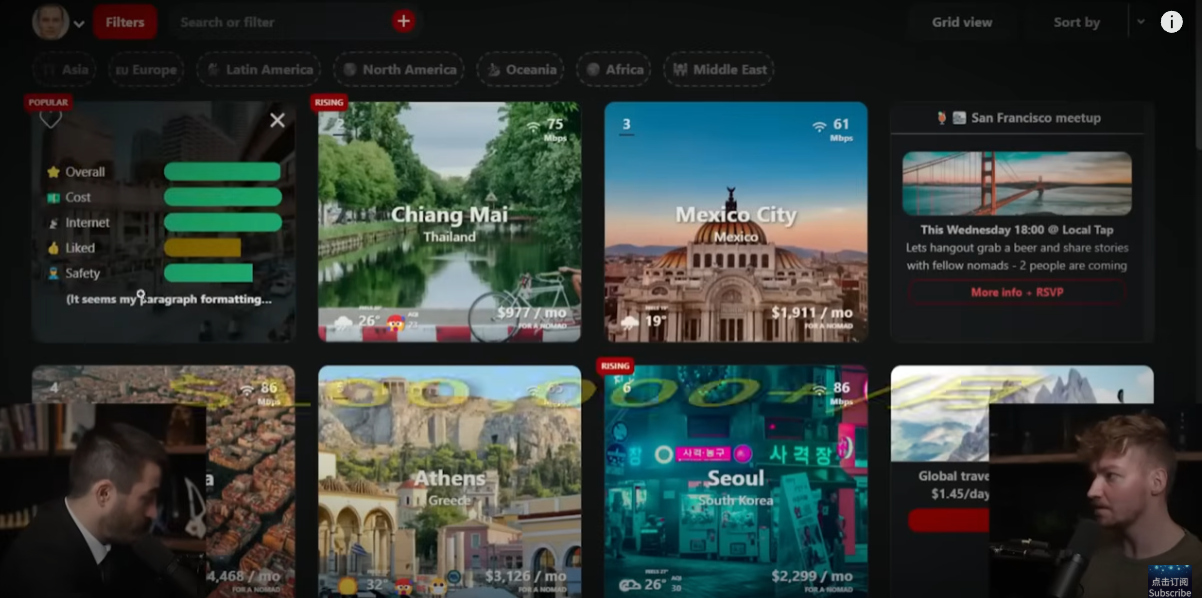 Filters
Search or filter
Grid view
Sort by
i
Asia
EU Europe
Latin America
North America
Oceania
Africa
Middle East
POPULAR
Overall
Cost
Internet
Liked
Safety
(It seems my paragraph formatting...
RISING
2
75
Mbps
Chiang Mai
Thailand
26°
$977 / mo
FOR A NOMAD
3
61
Mbps
Mexico City
Mexico
19°
$1,911 / mo
FOR A NOMAD
San Francisco meetup
This Wednesday 18:00 @ Local Tap
Lets hangout grab a beer and share stories
with fellow nomads - 2 people are coming
More info + RSVP
4
86
Mbps
4,468 / mo
FOR A NOMAD
Athens
Greece
32°
$3,126 / mo
FOR A NOMAD
RISING
6
86
Mbps
사격·농구
사격장
Seoul
South Korea
26°
$2,299 / mo
FOR A NOMAD
Global trave
$1.45/day
点击订阅
Subscribe